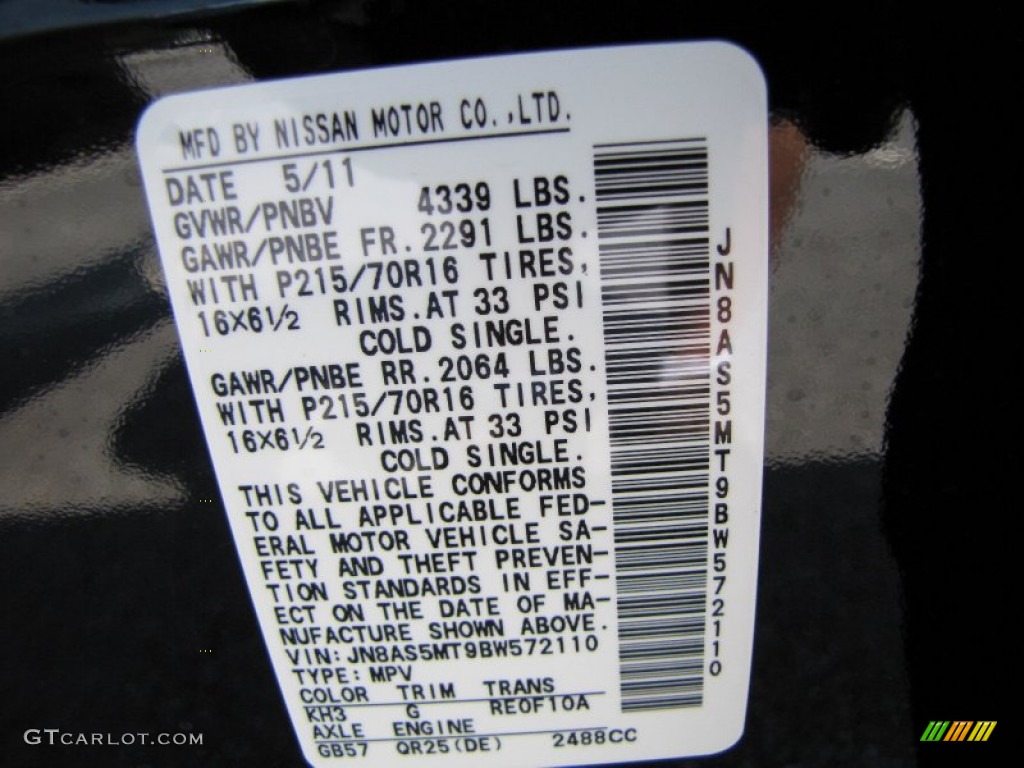 MFD BY NISSAN MOTOR CO.,LTD.
DATE 5/11
GVWR/PNBV 4339 LBS.
GAWR/PNBE FR.2291 LBS.
WITH P215/70R16 TIRES,
16X6½ RIMS.AT 33 PSI
COLD SINGLE.
GAWR/PNBE RR.2064 LBS.
WITH P215/70R16 TIRES,
16X6½ RIMS.AT 33 PSI
COLD SINGLE.
THIS VEHICLE CONFORMS
TO ALL APPLICABLE FED-
ERAL MOTOR VEHICLE SA-
FETY AND THEFT PREVEN-
TION STANDARDS IN EFF-
ECT ON THE DATE OF MA-
NUFACTURE SHOWN ABOVE.
VIN:JN8AS5MT9BW572110
TYPE:MPV
COLOR TRIM TRANS
KH3 G RE0F10A
AXLE ENGINE
GB57 QR25(DE) 2488CC
JN8AS5MT9BW572110
GTCARLOT.COM